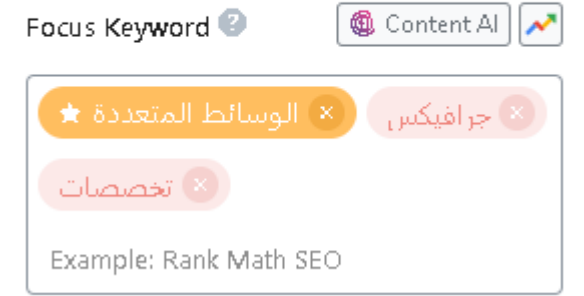 Focus Keyword ? Content AI
★ الوسائط المتعددة ×
جرافيكس ×
تخصصات ×
Example: Rank Math SEO